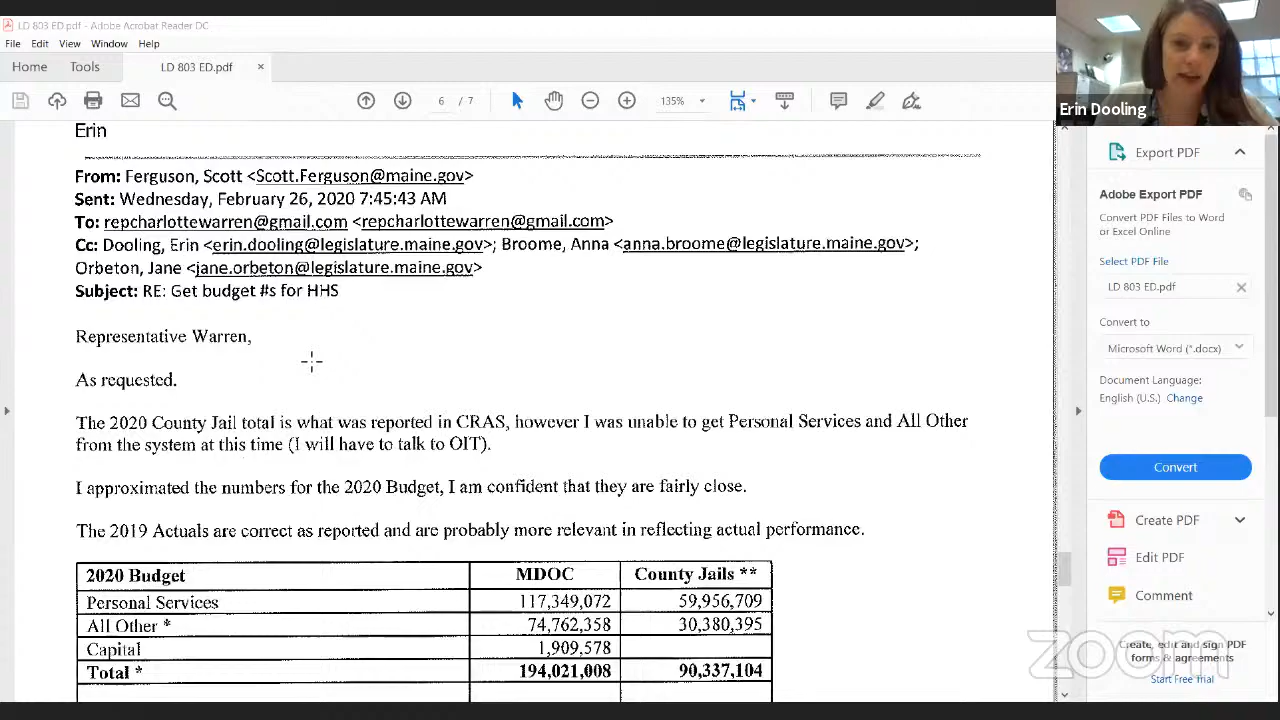 LD 803 ED.pdf - Adobe Acrobat Reader DC
File Edit View Window Help
Home Tools LD 803 ED.pdf ×
6 / 7 135%
Erin Dooling
Erin
From: Ferguson, Scott <Scott.Ferguson@maine.gov>
Sent: Wednesday, February 26, 2020 7:45:43 AM
To: repcharlottewarren@gmail.com <repcharlottewarren@gmail.com>
Cc: Dooling, Erin <erin.dooling@legislature.maine.gov>; Broome, Anna <anna.broome@legislature.maine.gov>;
Orbeton, Jane <jane.orbeton@legislature.maine.gov>
Subject: RE: Get budget #s for HHS
Representative Warren,
As requested.
The 2020 County Jail total is what was reported in CRAS, however I was unable to get Personal Services and All Other
from the system at this time (I will have to talk to OIT).
I approximated the numbers for the 2020 Budget, I am confident that they are fairly close.
The 2019 Actuals are correct as reported and are probably more relevant in reflecting actual performance.
2020 Budget MDOC County Jails **
Personal Services 117,349,072 59,956,709
All Other * 74,762,358 30,380,395
Capital 1,909,578
Total * 194,021,008 90,337,104
Export PDF
Adobe Export PDF
Convert PDF Files to Word
or Excel Online
Select PDF File
LD 803 ED.pdf
Convert to
Microsoft Word (*.docx)
Document Language:
English (U.S.) Change
Convert
Create PDF
Edit PDF
Comment
Create, edit and sign PDF
forms & agreements
Start Free Trial
zoom